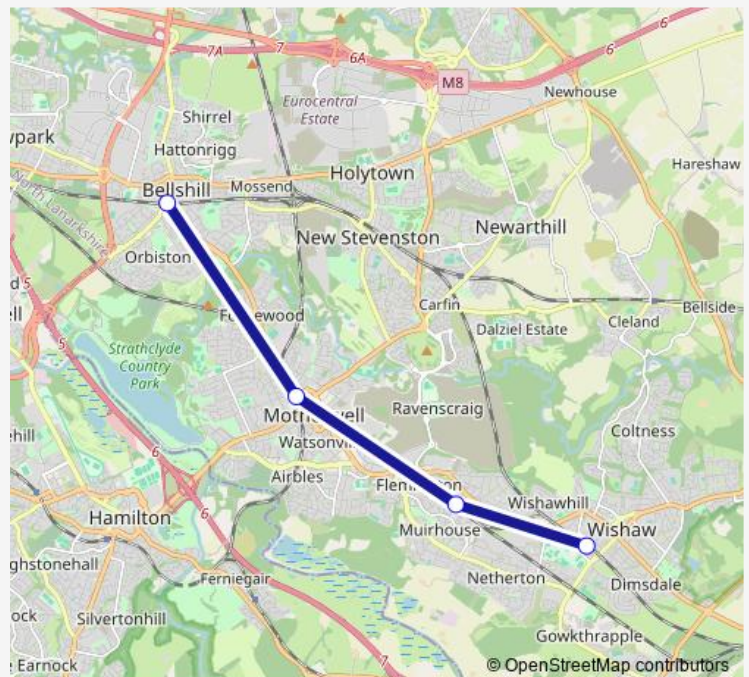 7A
7
6A
6
6
M8
Eurocentral
Estate
Newhouse
Shirrel
Hattonrigg
Hareshaw
Holytown
Bellshill
Mossend
North Lanarkshire
New Stevenston
Newarthill
Orbiston
5
Carfin
Bellside
Cleland
Dalziel Estate
5
Strathclyde
Country
Park
Ravenscraig
Coltness
6
Airbles
Wishawhill
Hamilton
6
Muirhouse
Wishaw
Ferniegair
Netherton
Dimsdale
Silvertonhill
Gowkthrapple
7
Earnock
© OpenStreetMap contributors